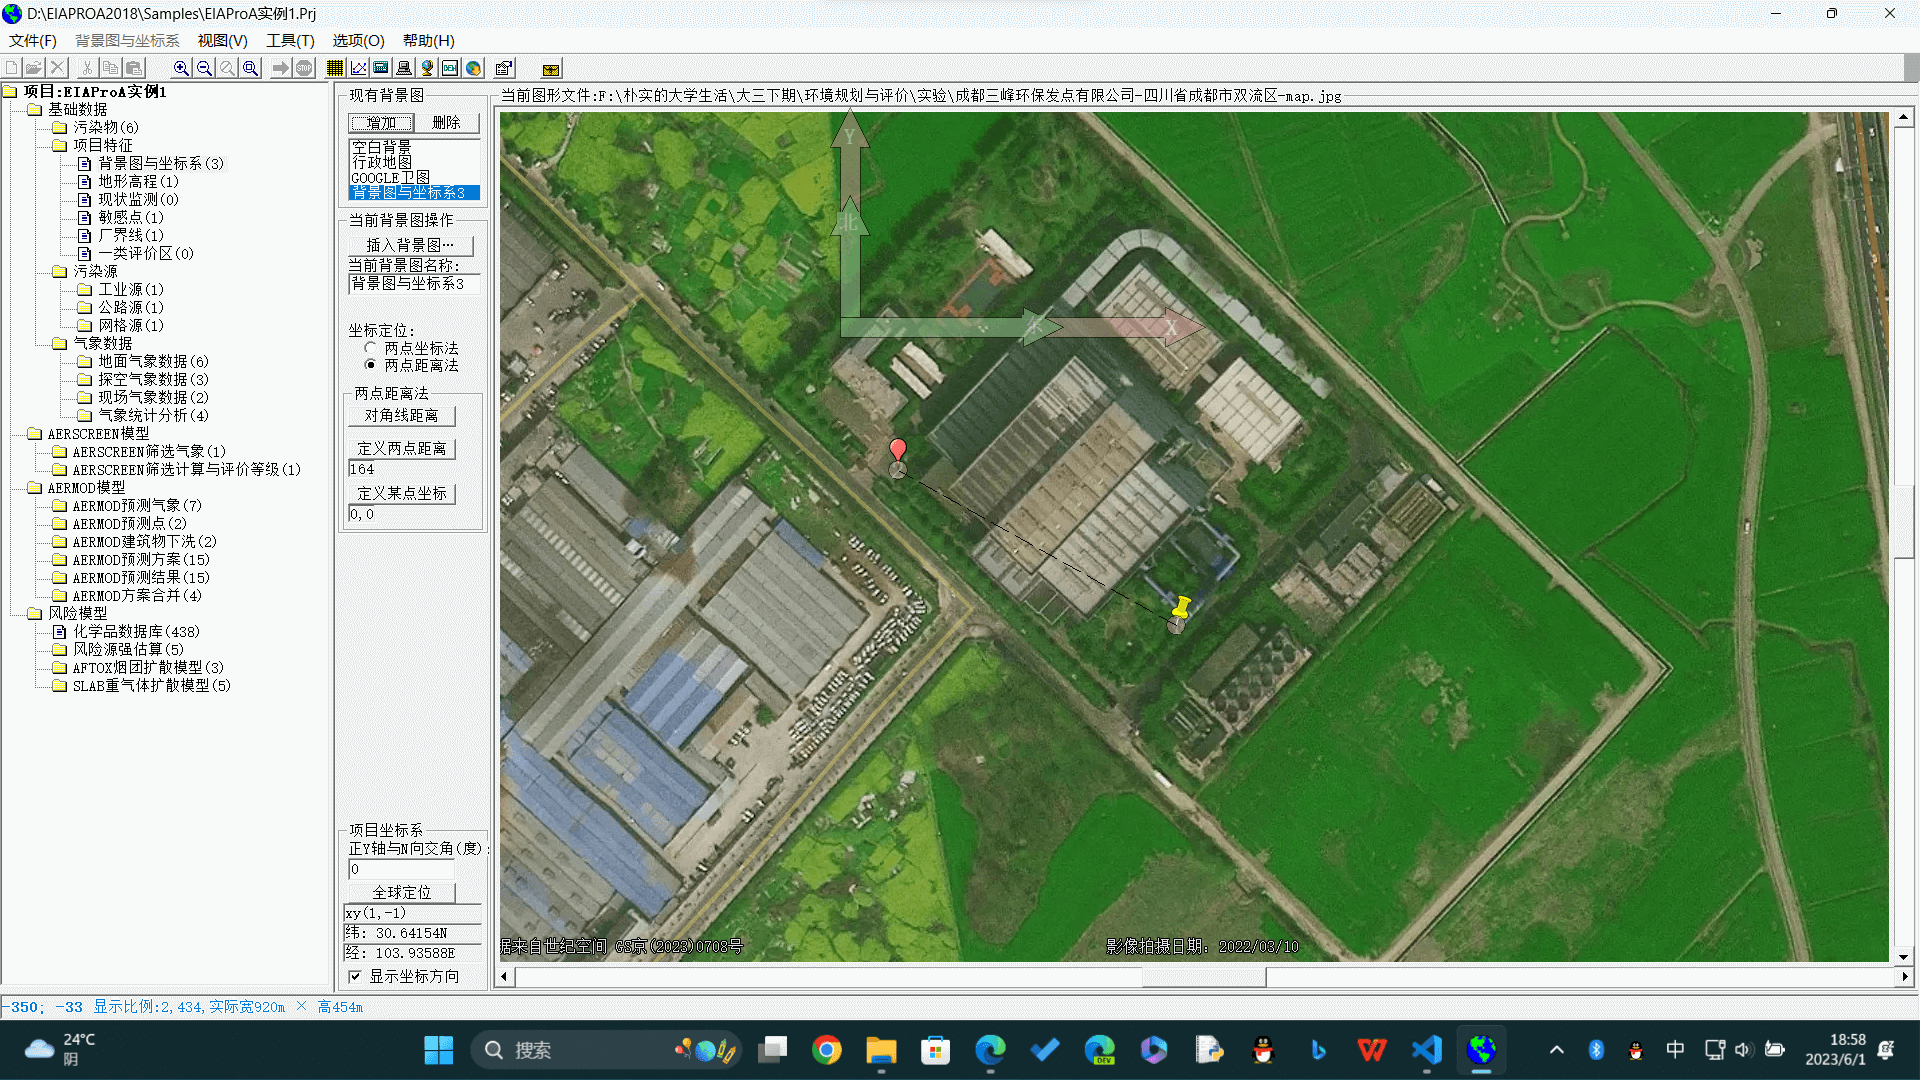 D:\EIAPROA2018\Samples\EIAProA实例1.Prj
文件(F) 背景图与坐标系 视图(V) 工具(T) 选项(O) 帮助(H)
STOP
DEM
项目:EIAProA实例1
基础数据
污染物(6)
项目特征
背景图与坐标系(3)
地形高程(1)
现状监测(0)
敏感点(1)
厂界线(1)
一类评价区(0)
污染源
工业源(1)
公路源(1)
网格源(1)
气象数据
地面气象数据(6)
探空气象数据(3)
现场气象数据(2)
气象统计分析(4)
AERSCREEN模型
AERSCREEN筛选气象(1)
AERSCREEN筛选计算与评价等级(1)
AERMOD模型
AERMOD预测气象(7)
AERMOD预测点(2)
AERMOD建筑物下洗(2)
AERMOD预测方案(15)
AERMOD预测结果(15)
AERMOD方案合并(4)
风险模型
化学品数据库(438)
风险源强估算(5)
AFTOX烟团扩散模型(3)
SLAB重气体扩散模型(5)
现有背景图
增加 删除
空白背景
行政地图
GOOGLE卫图
背景图与坐标系3
当前背景图操作
插入背景图…
当前背景图名称:
背景图与坐标系3
坐标定位:
两点坐标法
两点距离法
两点距离法
对角线距离
定义两点距离
164
定义某点坐标
0,0
项目坐标系
正Y轴与N向交角(度):
0
全球定位
xy(1,-1)
纬: 30.64154N
经: 103.93588E
显示坐标方向
当前图形文件:F:\朴实的大学生活\大三下期\环境规划与评价\实验\成都三峰环保发点有限公司-四川省成都市双流区-map.jpg
Y
北
东
X
据来自世纪空间 GS京(2023)0708号
影像拍摄日期: 2022/03/10
-350; -33 显示比例:2,434,实际宽920m × 高454m
24°C
阴
搜索
DEV
中
18:58
2023/6/1